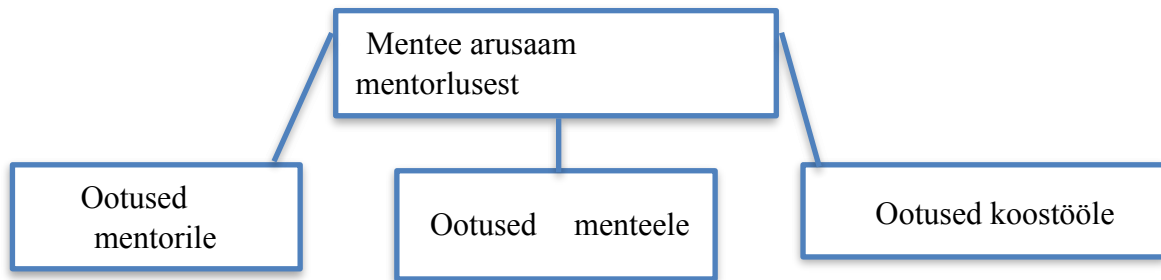 Mentee arusaam
mentorlusest
Ootused
mentorile
Ootused menteele
Ootused koostööle